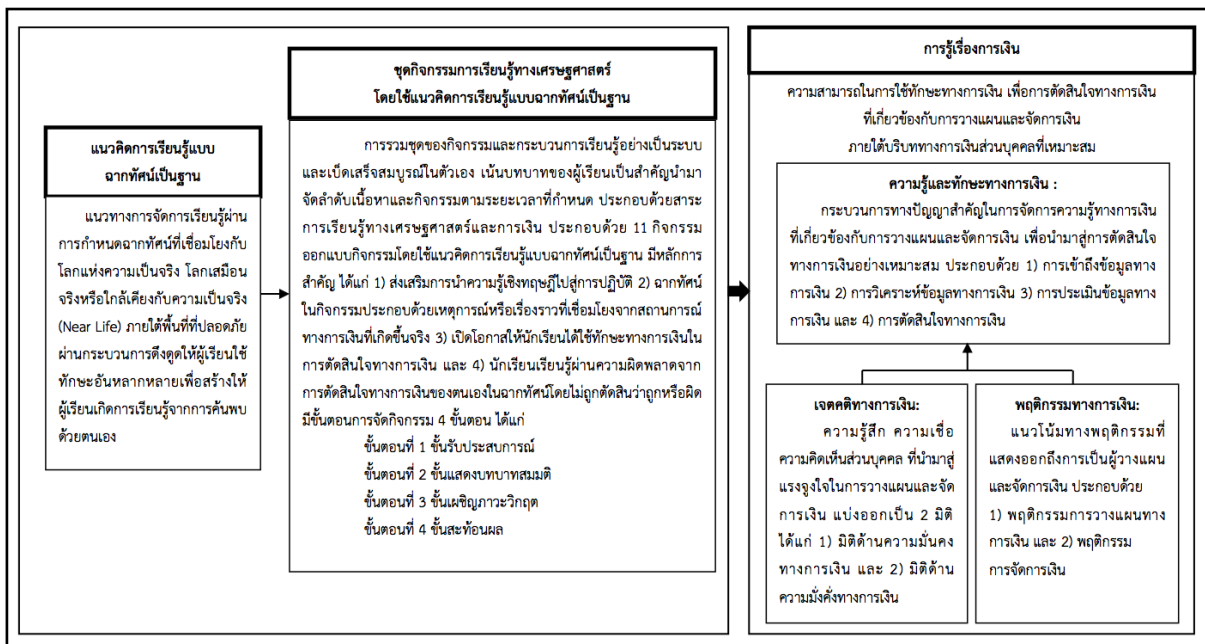 แนวคิดการเรียนรู้แบบ
ฉากทัศน์เป็นฐาน
แนวทางการจัดการเรียนรู้ผ่าน
การกำหนดฉากทัศน์ที่เชื่อมโยงกับ
โลกแห่งความเป็นจริง โลกเสมือน
จริงหรือใกล้เคียงกับความเป็นจริง
(Near Life) ภายใต้พื้นที่ที่ปลอดภัย
ผ่านกระบวนการดึงดูดให้ผู้เรียนใช้
ทักษะอันหลากหลายเพื่อสร้างให้
ผู้เรียนเกิดการเรียนรู้จากการค้นพบ
ด้วยตนเอง
ชุดกิจกรรมการเรียนรู้ทางเศรษฐศาสตร์
โดยใช้แนวคิดการเรียนรู้แบบฉากทัศน์เป็นฐาน
การรวมชุดของกิจกรรมและกระบวนการเรียนรู้อย่างเป็นระบบ
และเบ็ดเสร็จสมบูรณ์ในตัวเอง เน้นบทบาทของผู้เรียนเป็นสำคัญนำมา
จัดลำดับเนื้อหาและกิจกรรมตามระยะเวลาที่กำหนด ประกอบด้วยสาระ
การเรียนรู้ทางเศรษฐศาสตร์และการเงิน ประกอบด้วย 11 กิจกรรม
ออกแบบกิจกรรมโดยใช้แนวคิดการเรียนรู้แบบฉากทัศน์เป็นฐาน มีหลักการ
สำคัญ ได้แก่ 1) ส่งเสริมการนำความรู้เชิงทฤษฎีไปสู่การปฏิบัติ 2) ฉากทัศน์
ในกิจกรรมประกอบด้วยเหตุการณ์หรือเรื่องราวที่เชื่อมโยงจากสถานการณ์
ทางการเงินที่เกิดขึ้นจริง 3) เปิดโอกาสให้นักเรียนได้ใช้ทักษะทางการเงินใน
การตัดสินใจทางการเงิน และ 4) นักเรียนเรียนรู้ผ่านความผิดพลาดจาก
การตัดสินใจทางการเงินของตนเองในฉากทัศน์โดยไม่ถูกตัดสินว่าถูกหรือผิด
มีขั้นตอนการจัดกิจกรรม 4 ขั้นตอน ได้แก่
ขั้นตอนที่ 1 ขั้นรับประสบการณ์
ขั้นตอนที่ 2 ขั้นแสดงบทบาทสมมติ
ขั้นตอนที่ 3 ขั้นเผชิญภาวะวิกฤต
ขั้นตอนที่ 4 ขั้นสะท้อนผล
การรู้เรื่องการเงิน
ความสามารถในการใช้ทักษะทางการเงิน เพื่อการตัดสินใจทางการเงิน
ที่เกี่ยวข้องกับการวางแผนและจัดการเงิน
ภายใต้บริบททางการเงินส่วนบุคคลที่เหมาะสม
ความรู้และทักษะทางการเงิน :
กระบวนการทางปัญญาสำคัญในการจัดการความรู้ทางการเงิน
ที่เกี่ยวข้องกับการวางแผนและจัดการเงิน เพื่อนำมาสู่การตัดสินใจ
ทางการเงินอย่างเหมาะสม ประกอบด้วย 1) การเข้าถึงข้อมูลทาง
การเงิน 2) การวิเคราะห์ข้อมูลทางการเงิน 3) การประเมินข้อมูลทาง
การเงิน และ 4) การตัดสินใจทางการเงิน
เจตคติทางการเงิน:
ความรู้สึก ความเชื่อ
ความคิดเห็นส่วนบุคคล ที่นำมาสู่
แรงจูงใจในการวางแผนและจัด
การเงิน แบ่งออกเป็น 2 มิติ
ได้แก่ 1) มิติด้านความมั่นคง
ทางการเงิน และ 2) มิติด้าน
ความมั่งคั่งทางการเงิน
พฤติกรรมทางการเงิน:
แนวโน้มทางพฤติกรรมที่
แสดงออกถึงการเป็นผู้วางแผน
และจัดการเงิน ประกอบด้วย
1) พฤติกรรมการวางแผนทาง
การเงิน และ 2) พฤติกรรม
การจัดการเงิน